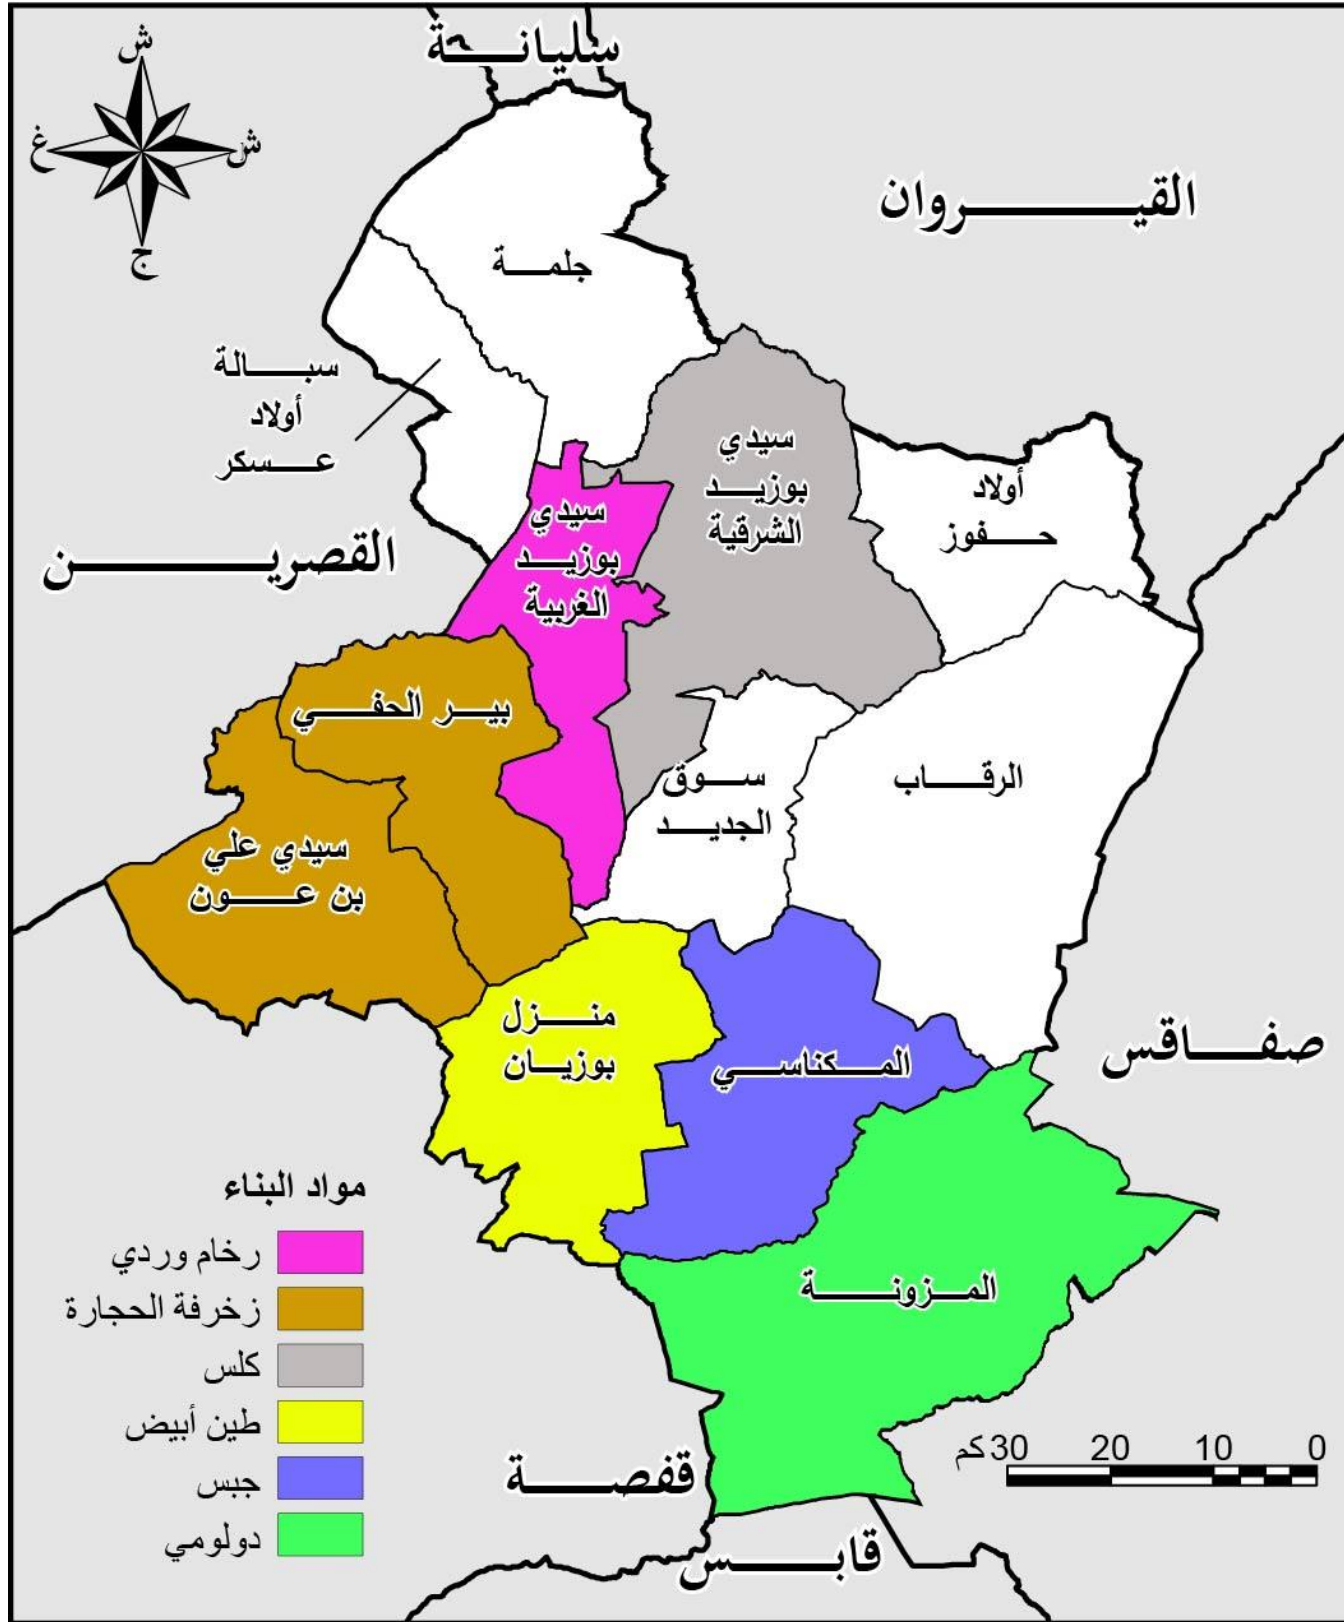 سليانة
ش
غ
ش
ج
القيروان
جلمة
سبالة
أولاد
عسكر
سيدي
بوزيد
الشرقية
أولاد
حفوز
سيدي
بوزيد
الغربية
القصرين
بير الحفي
سوق
الجديد
الرقاب
سيدي علي
بن عون
منزل
بوزيان
المكناسي
صفاقس
المزونة
مواد البناء
رخام وردي
زخرفة الحجارة
كلس
طين أبيض
جبس
دولومي
0 10 20 30 كم
قفصة
قابس